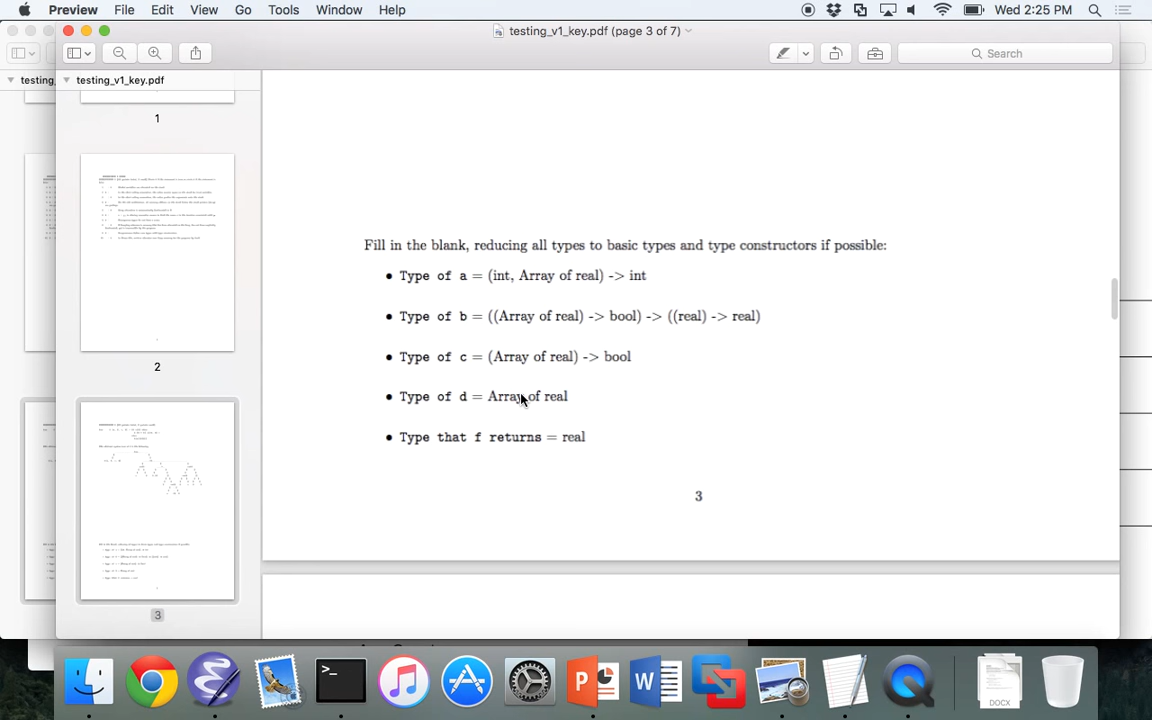 Preview File Edit View Go Tools Window Help Wed 2:25 PM
testing_v1_key.pdf (page 3 of 7)
Search
testing
testing_v1_key.pdf
1
2
3
Fill in the blank, reducing all types to basic types and type constructors if possible:
• Type of a = (int, Array of real) -> int
• Type of b = ((Array of real) -> bool) -> ((real) -> real)
• Type of c = (Array of real) -> bool
• Type of d = Array of real
• Type that f returns = real
3
DOCX